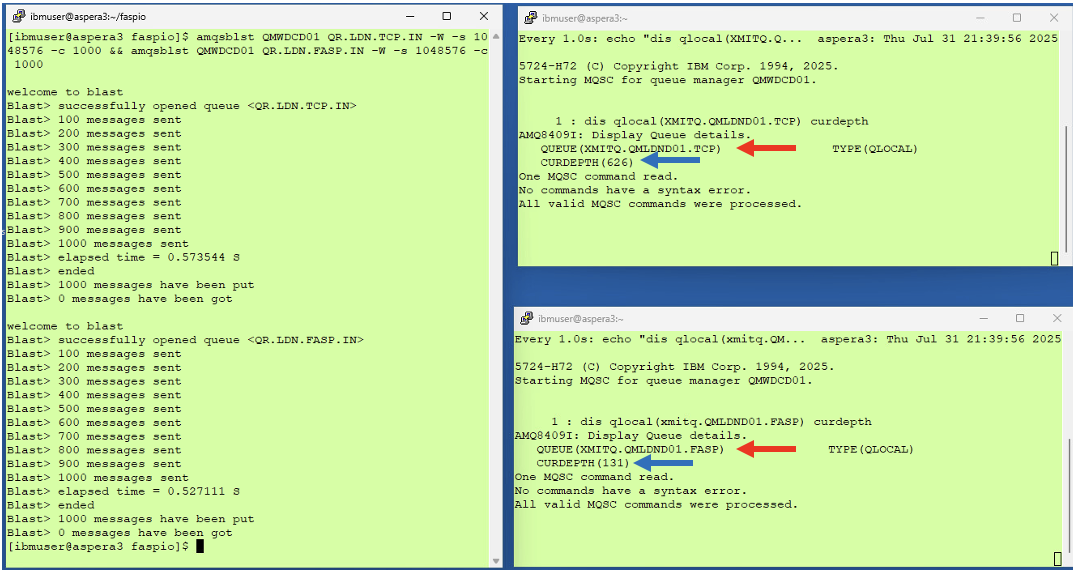 ibmuser@aspera3:~/faspio
[ibmuser@aspera3 faspio]$ amqsblst QMWDCD01 QR.LDN.TCP.IN -W -s 10
48576 -c 1000 && amqsblst QMWDCD01 QR.LDN.FASP.IN -W -s 1048576 -c
1000
welcome to blast
Blast> successfully opened queue <QR.LDN.TCP.IN>
Blast> 100 messages sent
Blast> 200 messages sent
Blast> 300 messages sent
Blast> 400 messages sent
Blast> 500 messages sent
Blast> 600 messages sent
Blast> 700 messages sent
Blast> 800 messages sent
Blast> 900 messages sent
Blast> 1000 messages sent
Blast> elapsed time = 0.573544 S
Blast> ended
Blast> 1000 messages have been put
Blast> 0 messages have been got
welcome to blast
Blast> successfully opened queue <QR.LDN.FASP.IN>
Blast> 100 messages sent
Blast> 200 messages sent
Blast> 300 messages sent
Blast> 400 messages sent
Blast> 500 messages sent
Blast> 600 messages sent
Blast> 700 messages sent
Blast> 800 messages sent
Blast> 900 messages sent
Blast> 1000 messages sent
Blast> elapsed time = 0.527111 S
Blast> ended
Blast> 1000 messages have been put
Blast> 0 messages have been got
[ibmuser@aspera3 faspio]$
ibmuser@aspera3:~
Every 1.0s: echo "dis qlocal(XMITQ.Q... aspera3: Thu Jul 31 21:39:56 2025
5724-H72 (C) Copyright IBM Corp. 1994, 2025.
Starting MQSC for queue manager QMWDCD01.
1 : dis qlocal(XMITQ.QMLDND01.TCP) curdepth
AMQ8409I: Display Queue details.
QUEUE(XMITQ.QMLDND01.TCP) TYPE(QLOCAL)
CURDEPTH(626)
One MQSC command read.
No commands have a syntax error.
All valid MQSC commands were processed.
ibmuser@aspera3:~
Every 1.0s: echo "dis qlocal(xmitq.QM... aspera3: Thu Jul 31 21:39:56 2025
5724-H72 (C) Copyright IBM Corp. 1994, 2025.
Starting MQSC for queue manager QMWDCD01.
1 : dis qlocal(xmitq.QMLDND01.FASP) curdepth
AMQ8409I: Display Queue details.
QUEUE(XMITQ.QMLDND01.FASP) TYPE(QLOCAL)
CURDEPTH(131)
One MQSC command read.
No commands have a syntax error.
All valid MQSC commands were processed.